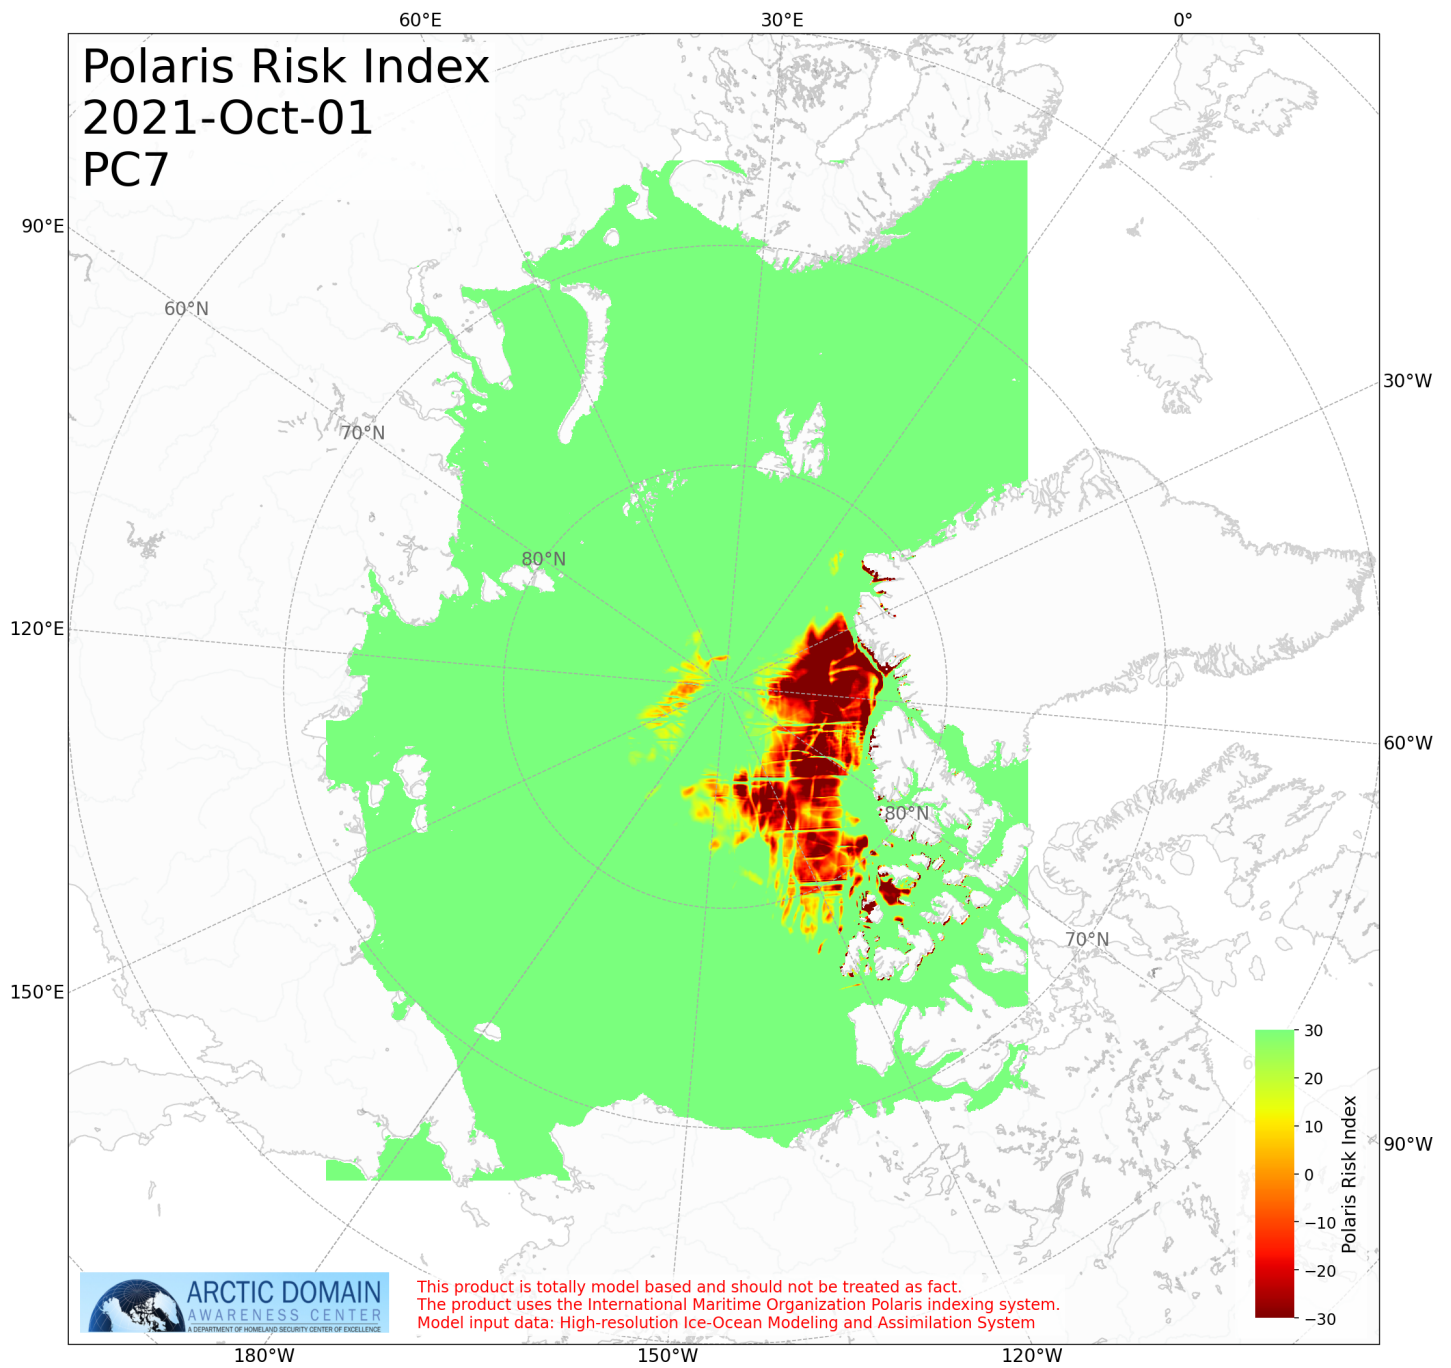 60°E 30°E 0°
Polaris Risk Index
2021-Oct-01
PC7
90°E
60°N
30°W
70°N
80°N
120°E
60°W
80°N
70°N
150°E
30
20
10
0
−10
−20
−30
Polaris Risk Index
90°W
ARCTIC DOMAIN
AWARENESS CENTER
A DEPARTMENT OF HOMELAND SECURITY CENTER OF EXCELLENCE
This product is totally model based and should not be treated as fact.
The product uses the International Maritime Organization Polaris indexing system.
Model input data: High-resolution Ice-Ocean Modeling and Assimilation System
180°W 150°W 120°W